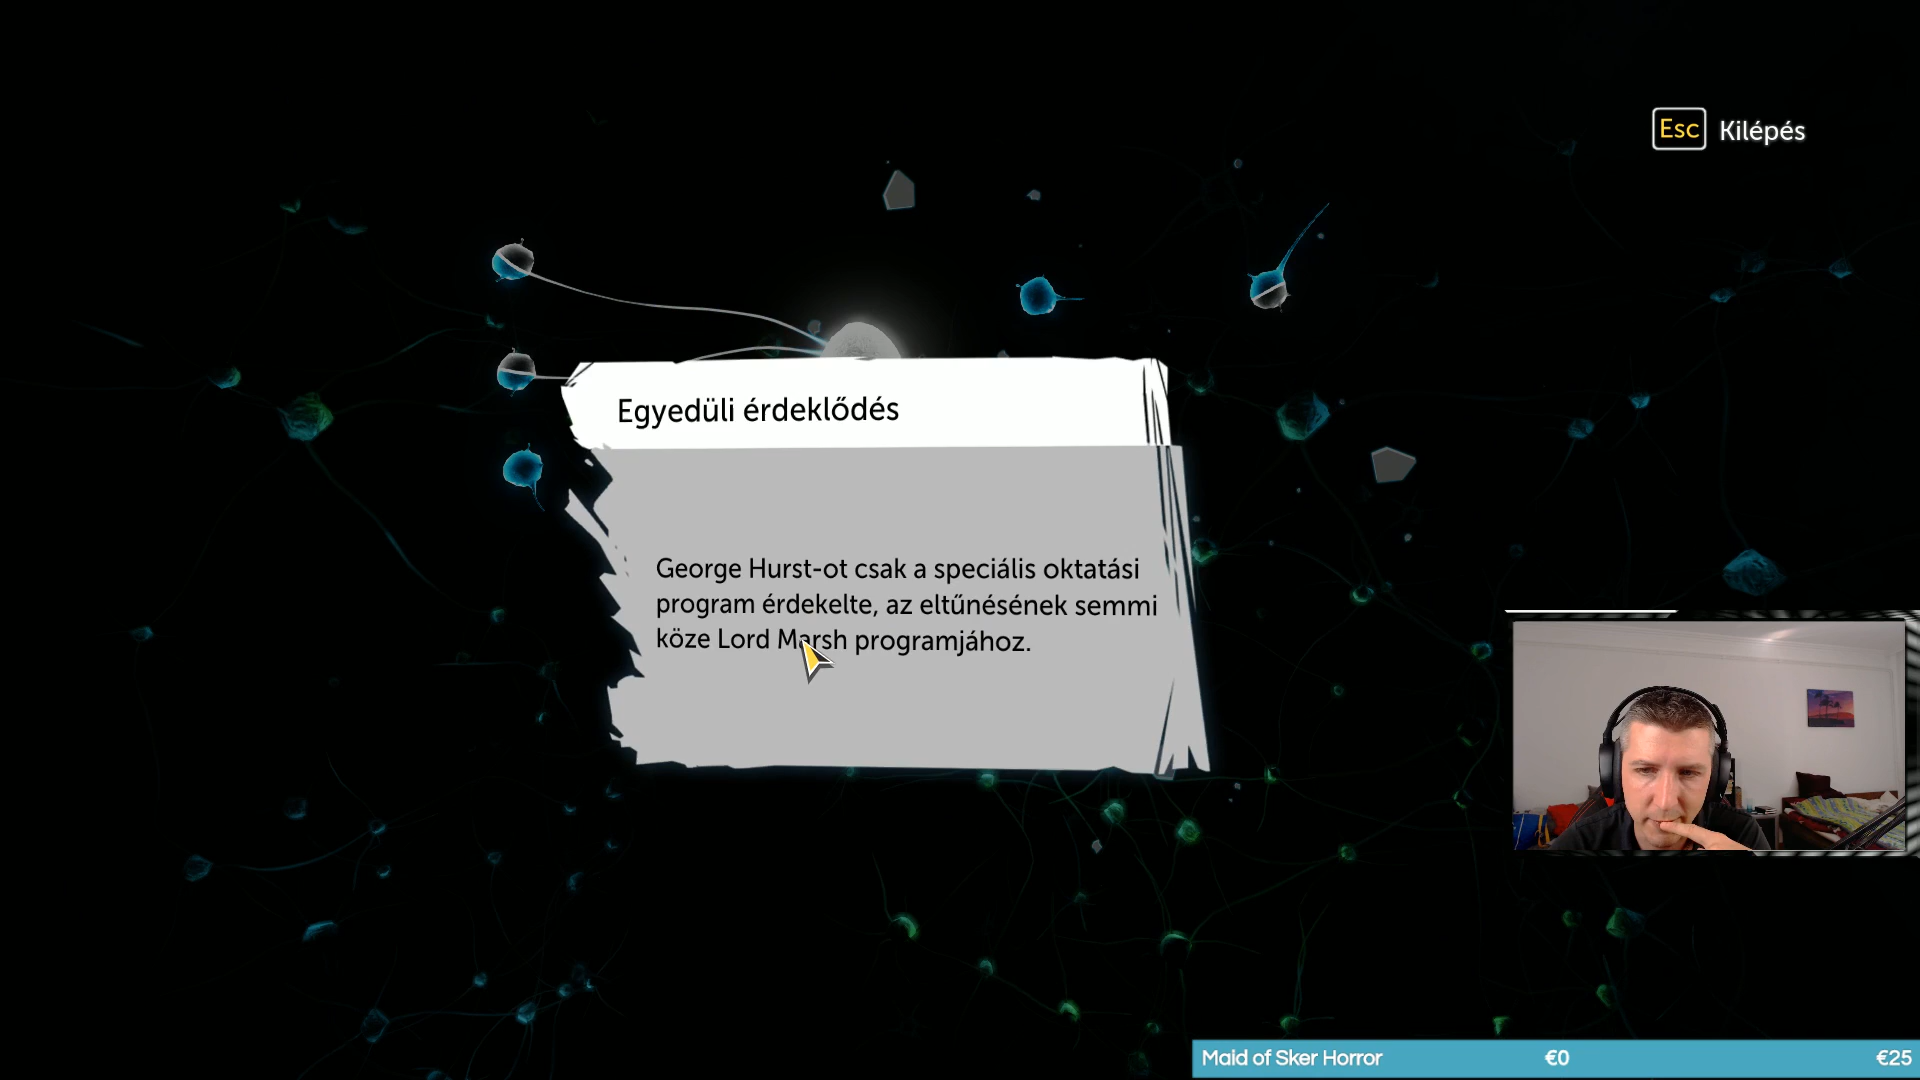 Esc Kilépés
Egyedüli érdeklődés
George Hurst-ot csak a speciális oktatási
program érdekelte, az eltűnésének semmi
köze Lord Marsh programjához.
Maid of Sker Horror €0 €25